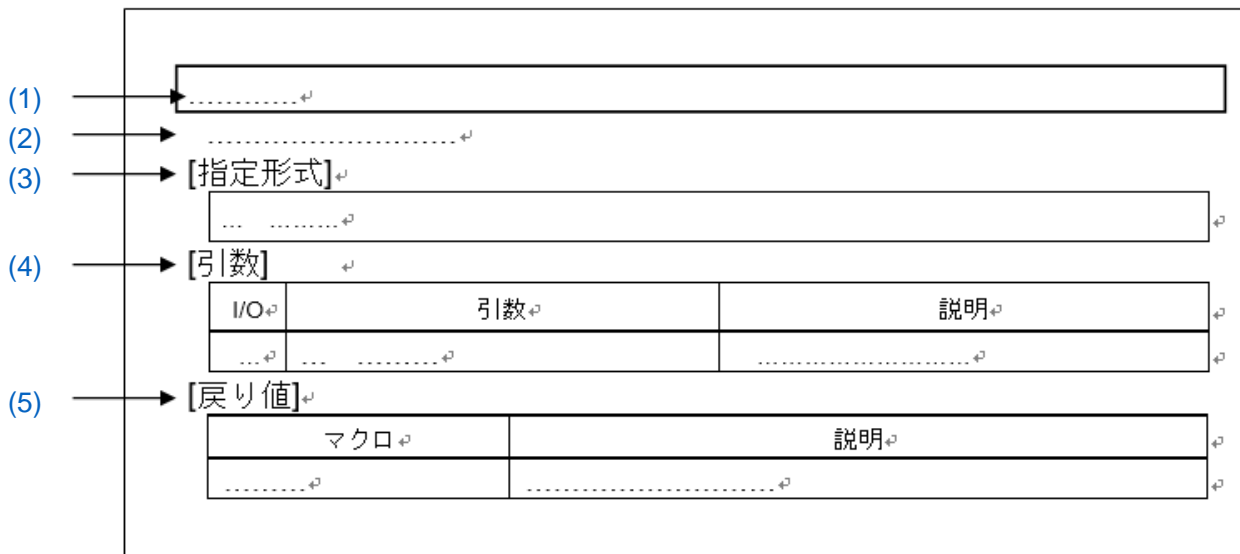 (1) ............
(2) ............................
(3) [指定形式]
... .........
(4) [引数]
I/O 引数 説明
... ... ......... ........................
(5) [戻り値]
マクロ 説明
......... ............................